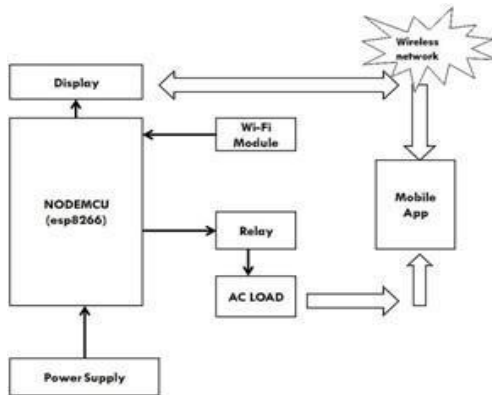 Wireless
network
Display
Wi-Fi
Module
NODEMCU
(esp8266)
Mobile
App
Relay
AC LOAD
Power Supply